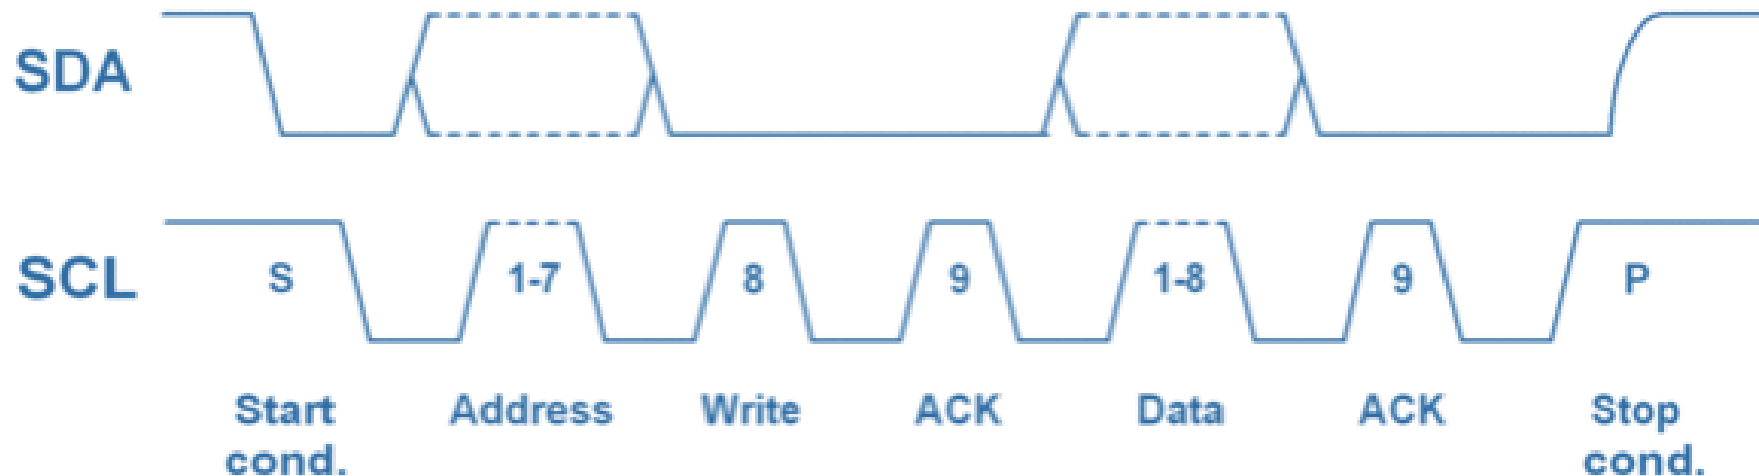 SDA
SCL
S 1-7 8 9 1-8 9 P
Start Address Write ACK Data ACK Stop
cond. cond.